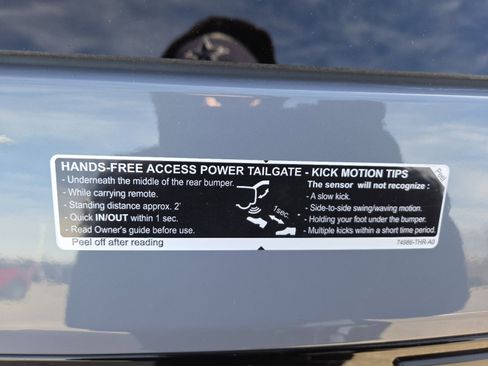 HANDS-FREE ACCESS POWER TAILGATE - KICK MOTION TIPS
- Underneath the middle of the rear bumper.
- While carrying remote.
- Standing distance approx. 2'
- Quick IN/OUT within 1 sec.
- Read Owner's guide before use.
1sec.
The sensor will not recognize :
- A slow kick.
- Side-to-side swing/waving motion.
- Holding your foot under the bumper.
- Multiple kicks within a short time period.
Peel
Peel off after reading
74986-THR-A0